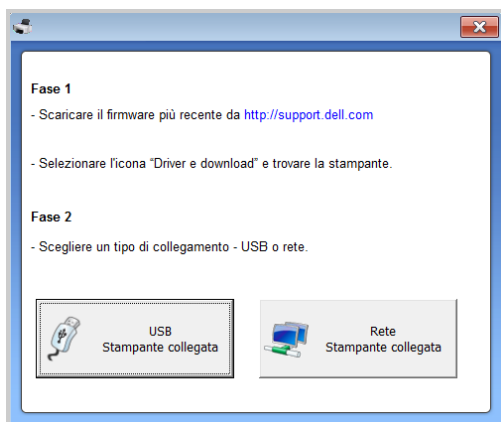 Fase 1
- Scaricare il firmware più recente da http://support.dell.com
- Selezionare l'icona “Driver e download” e trovare la stampante.
Fase 2
- Scegliere un tipo di collegamento - USB o rete.
USB
Stampante collegata
Rete
Stampante collegata